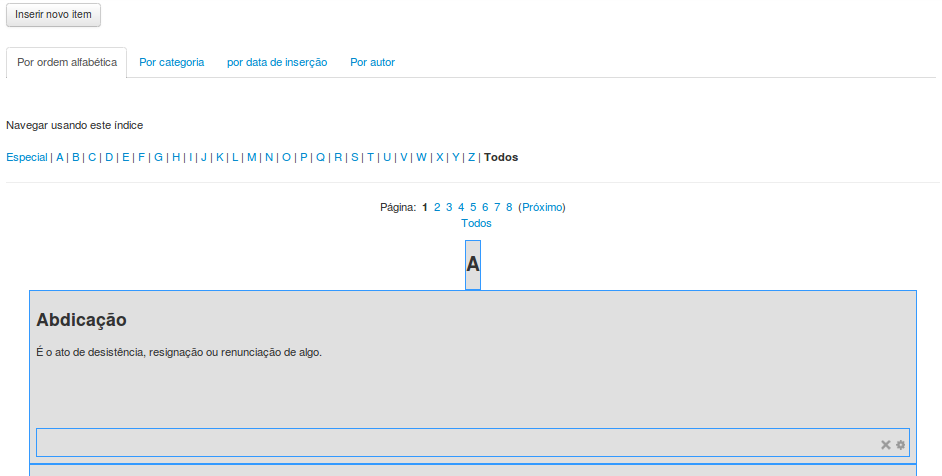 Inserir novo item
Por ordem alfabética Por categoria por data de inserção Por autor
Navegar usando este índice
Especial | A | B | C | D | E | F | G | H | I | J | K | L | M | N | O | P | Q | R | S | T | U | V | W | X | Y | Z | Todos
Página: 1 2 3 4 5 6 7 8 (Próximo)
Todos
A
Abdicação
É o ato de desistência, resignação ou renunciação de algo.